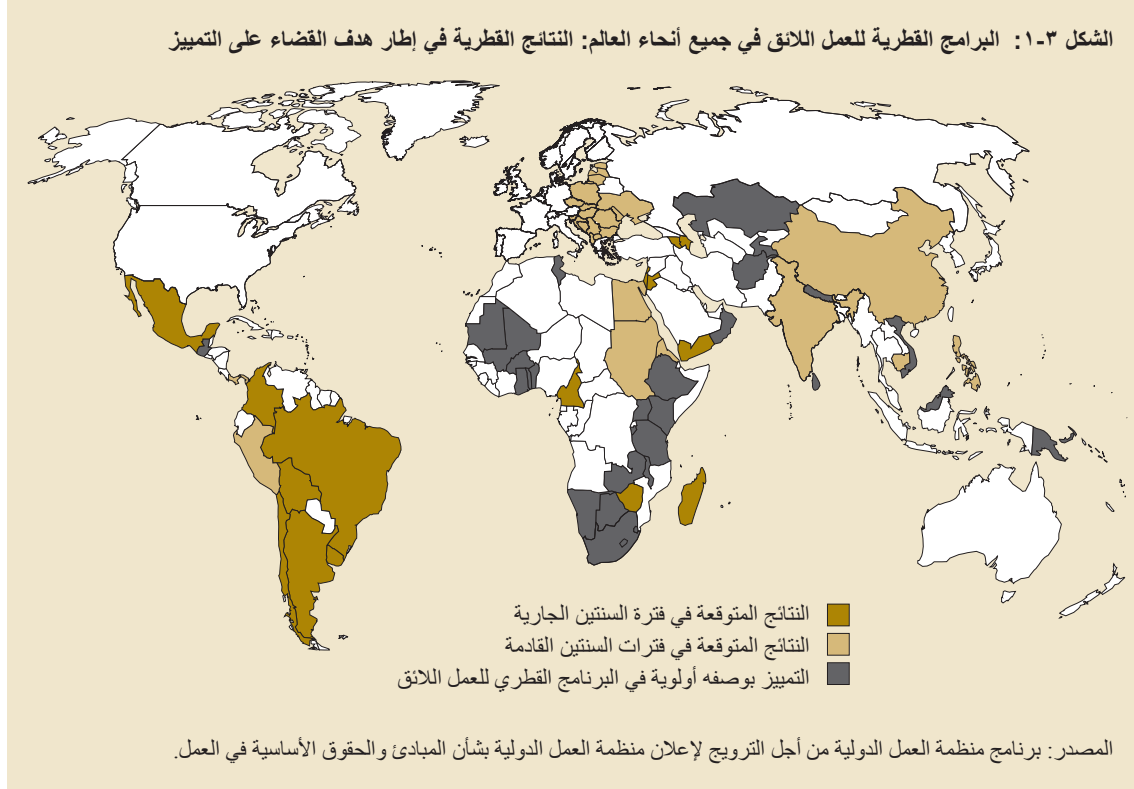 الشكل ٣-١: البرامج القطرية للعمل اللائق في جميع أنحاء العالم: النتائج القطرية في إطار هدف القضاء على التمييز
النتائج المتوقعة في فترة السنتين الجارية
النتائج المتوقعة في فترات السنتين القادمة
التمييز بوصفه أولوية في البرنامج القطري للعمل اللائق
المصدر: برنامج منظمة العمل الدولية من أجل الترويج لإعلان منظمة العمل الدولية بشأن المبادئ والحقوق الأساسية في العمل.